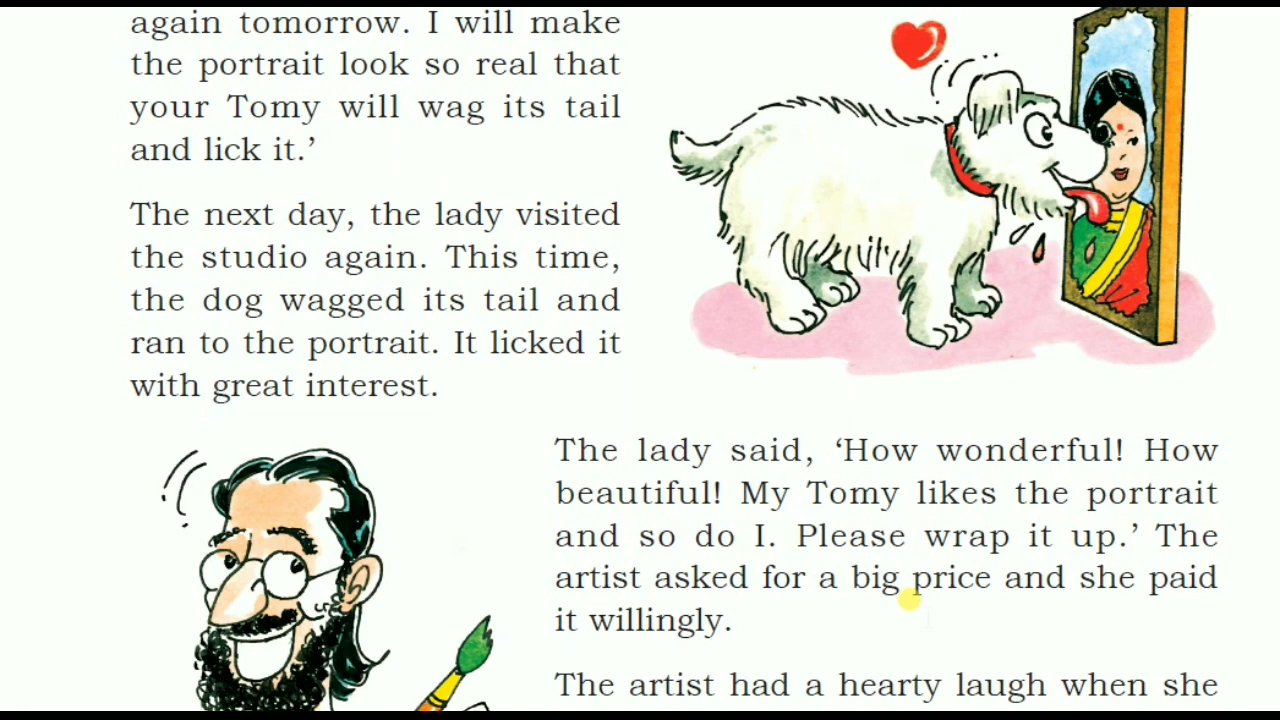 again tomorrow. I will make
the portrait look so real that
your Tomy will wag its tail
and lick it.’
The next day, the lady visited
the studio again. This time,
the dog wagged its tail and
ran to the portrait. It licked it
with great interest.
The lady said, ‘How wonderful! How
beautiful! My Tomy likes the portrait
and so do I. Please wrap it up.’ The
artist asked for a big price and she paid
it willingly.
The artist had a hearty laugh when she